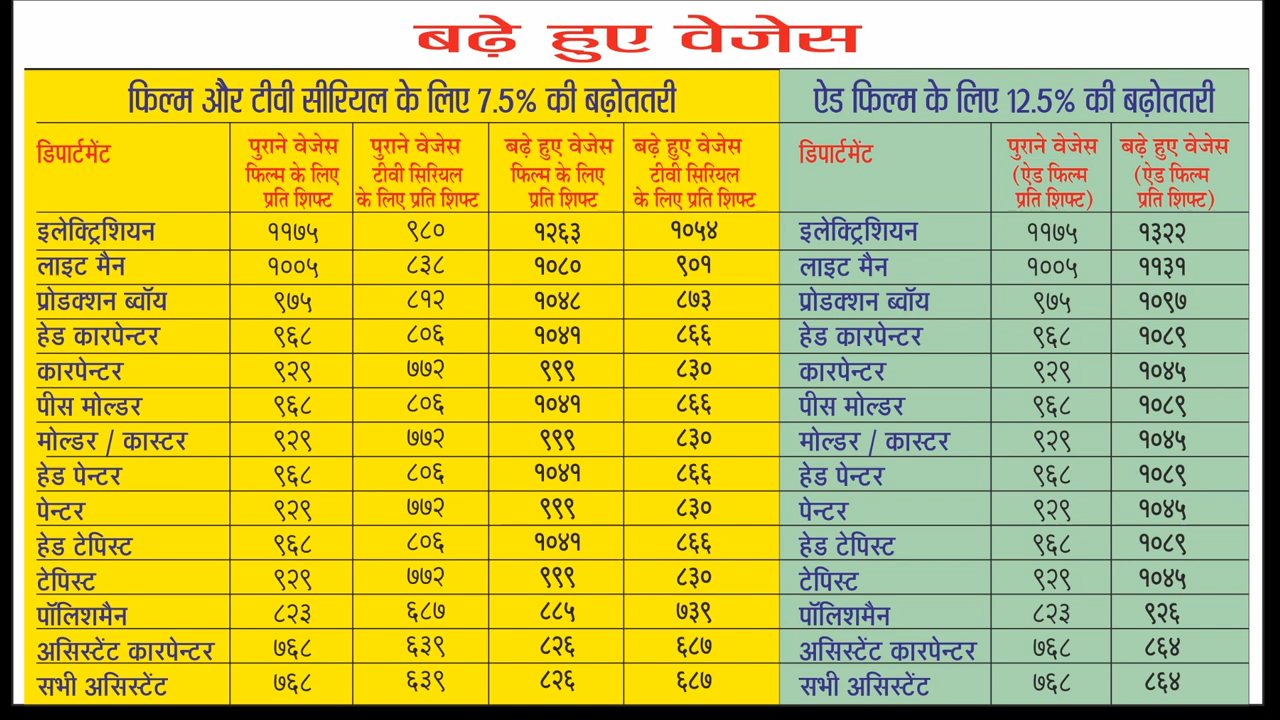 बढ़े हुए वेजेस
फिल्म और टीवी सीरियल के लिए 7.5% की बढ़ोततरी ऐड फिल्म के लिए 12.5% की बढ़ोततरी
डिपार्टमेंट पुराने वेजेस फिल्म के लिए प्रति शिफ्ट पुराने वेजेस टीवी सिरियल के लिए प्रति शिफ्ट बढ़े हुए वेजेस फिल्म के लिए प्रति शिफ्ट बढ़े हुए वेजेस टीवी सिरियल के लिए प्रति शिफ्ट डिपार्टमेंट पुराने वेजेस (ऐड फिल्म प्रति शिफ्ट) बढ़े हुए वेजेस (ऐड फिल्म प्रति शिफ्ट)
इलेक्ट्रिशियन ११७५ ९८० १२६३ १०५४ इलेक्ट्रिशियन ११७५ १३२२
लाइट मैन १००५ ८३८ १०८० ९०१ लाइट मैन १००५ ११३१
प्रोडक्शन ब्वॉय ९७५ ८१२ १०४८ ८७३ प्रोडक्शन ब्वॉय ९७५ १०९७
हेड कारपेन्टर ९६८ ८०६ १०४१ ८६६ हेड कारपेन्टर ९६८ १०८९
कारपेन्टर ९२९ ७७२ ९९९ ८३० कारपेन्टर ९२९ १०४५
पीस मोल्डर ९६८ ८०६ १०४१ ८६६ पीस मोल्डर ९६८ १०८९
मोल्डर / कास्टर ९२९ ७७२ ९९९ ८३० मोल्डर / कास्टर ९२९ १०४५
हेड पेन्टर ९६८ ८०६ १०४१ ८६६ हेड पेन्टर ९६८ १०८९
पेन्टर ९२९ ७७२ ९९९ ८३० पेन्टर ९२९ १०४५
हेड टेपिस्ट ९६८ ८०६ १०४१ ८६६ हेड टेपिस्ट ९६८ १०८९
टेपिस्ट ९२९ ७७२ ९९९ ८३० टेपिस्ट ९२९ १०४५
पॉलिशमैन ८२३ ६८७ ८८५ ७३९ पॉलिशमैन ८२३ ९२६
असिस्टेंट कारपेन्टर ७६८ ६३९ ८२६ ६८७ असिस्टेंट कारपेन्टर ७६८ ८६४
सभी असिस्टेंट ७६८ ६३९ ८२६ ६८७ सभी असिस्टेंट ७६८ ८६४